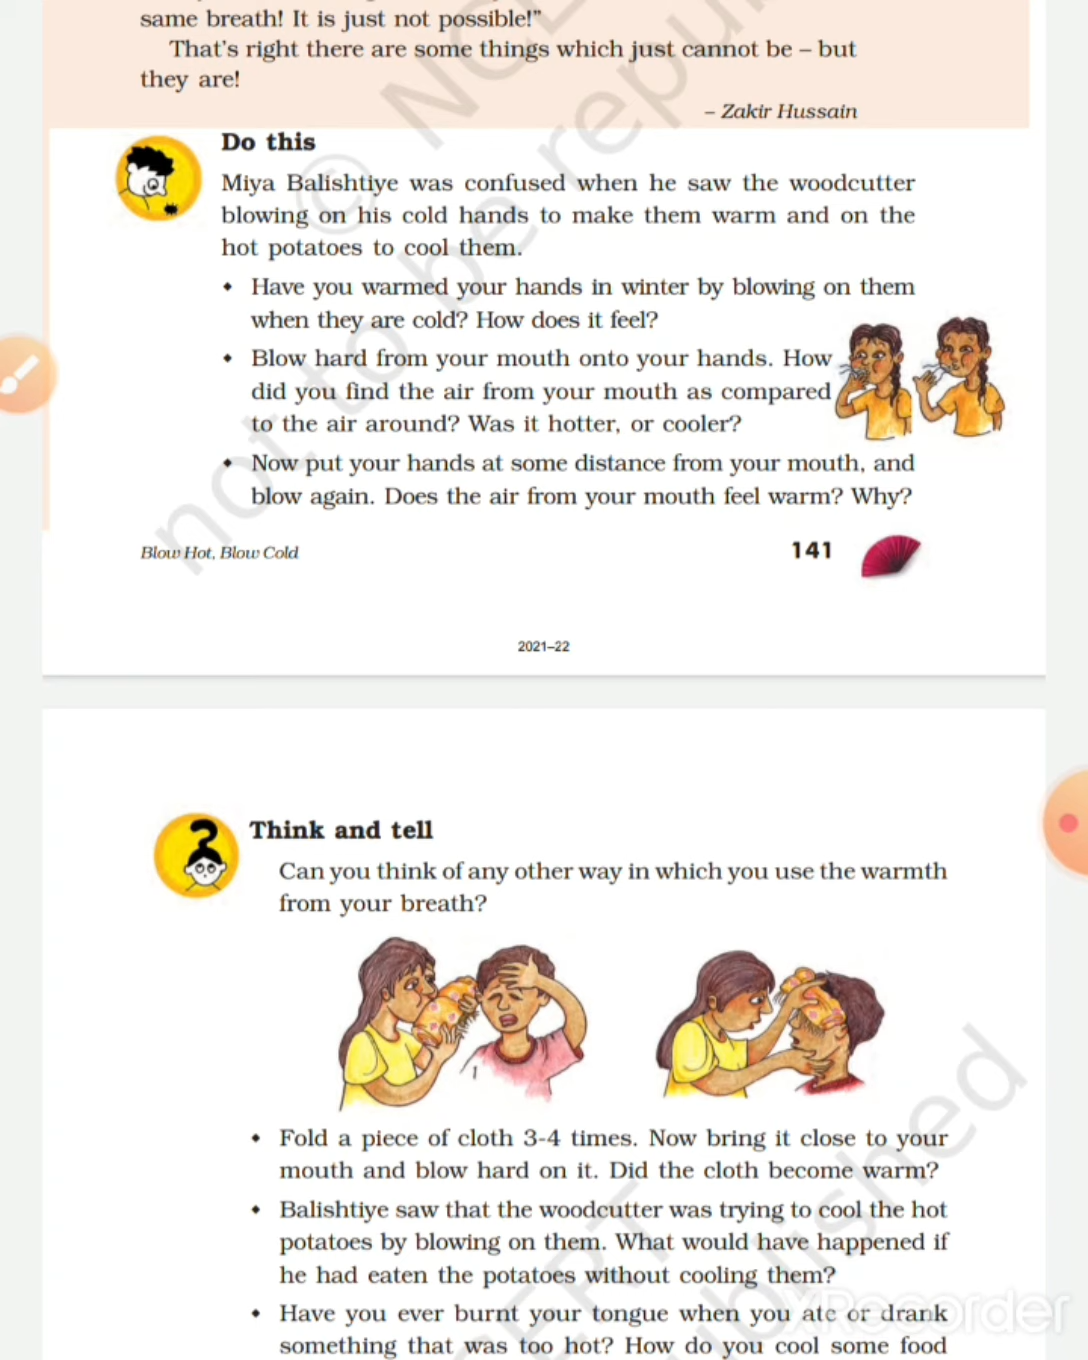 same breath! It is just not possible!"
That's right there are some things which just cannot be – but
they are!
– Zakir Hussain
Do this
Miya Balishtiye was confused when he saw the woodcutter
blowing on his cold hands to make them warm and on the
hot potatoes to cool them.
• Have you warmed your hands in winter by blowing on them
when they are cold? How does it feel?
• Blow hard from your mouth onto your hands. How
did you find the air from your mouth as compared
to the air around? Was it hotter, or cooler?
• Now put your hands at some distance from your mouth, and
blow again. Does the air from your mouth feel warm? Why?
Blow Hot, Blow Cold
141
2021–22
Think and tell
Can you think of any other way in which you use the warmth
from your breath?
• Fold a piece of cloth 3-4 times. Now bring it close to your
mouth and blow hard on it. Did the cloth become warm?
• Balishtiye saw that the woodcutter was trying to cool the hot
potatoes by blowing on them. What would have happened if
he had eaten the potatoes without cooling them?
• Have you ever burnt your tongue when you ate or drank
something that was too hot? How do you cool some food
XRecorder
not to be
©